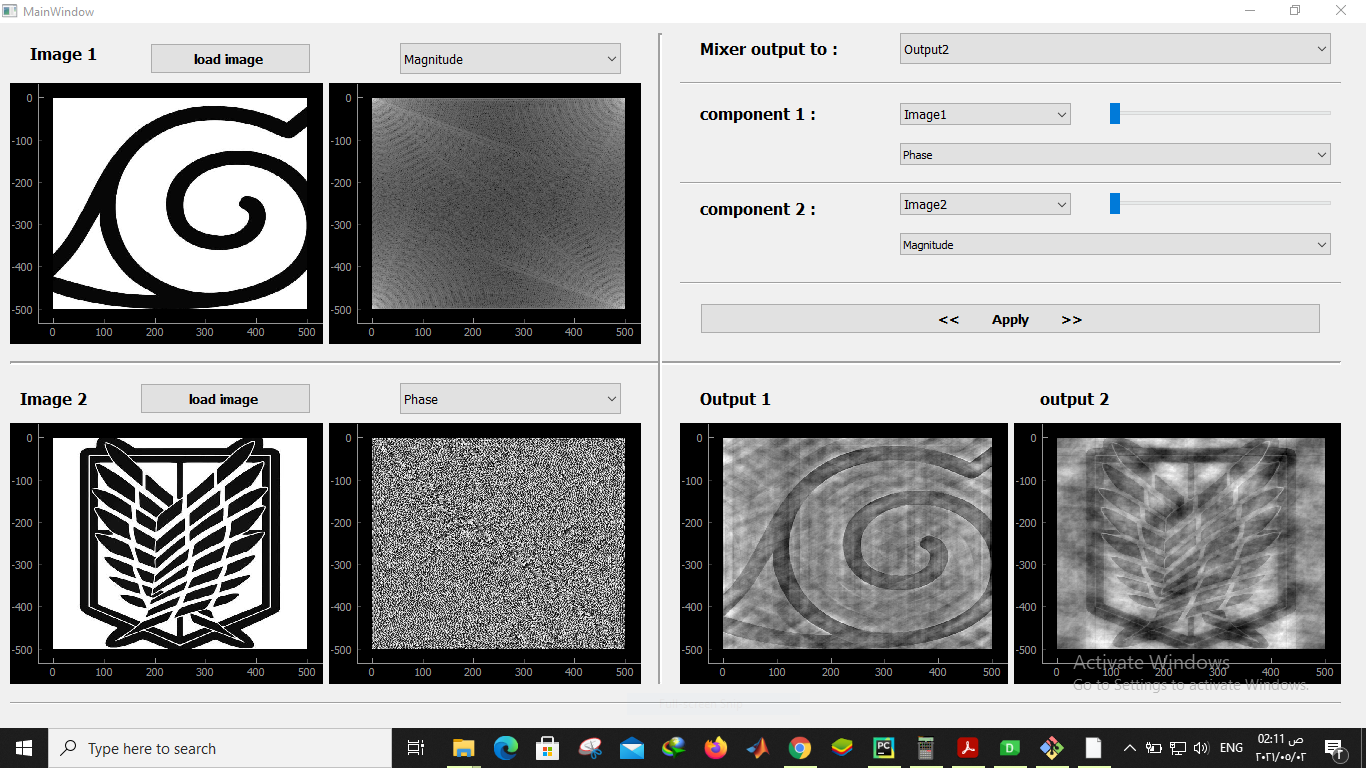 MainWindow
Image 1
load image
Magnitude
0
-100
-200
-300
-400
-500
0 100 200 300 400 500
0
-100
-200
-300
-400
-500
0 100 200 300 400 500
Mixer output to :
Output2
component 1 :
Image1
Phase
component 2 :
Image2
Magnitude
<< Apply >>
Image 2
load image
Phase
0
-100
-200
-300
-400
-500
0 100 200 300 400 500
0
-100
-200
-300
-400
-500
0 100 200 300 400 500
Output 1
output 2
0
-100
-200
-300
-400
-500
0 100 200 300 400 500
0
-100
-200
-300
-400
-500
0 100 200 300 400 500
Activate Windows
Go to Settings to activate Windows.
Type here to search
PC
D
ENG
02:11 ص
٢٠٢١/٠٥/٠٢